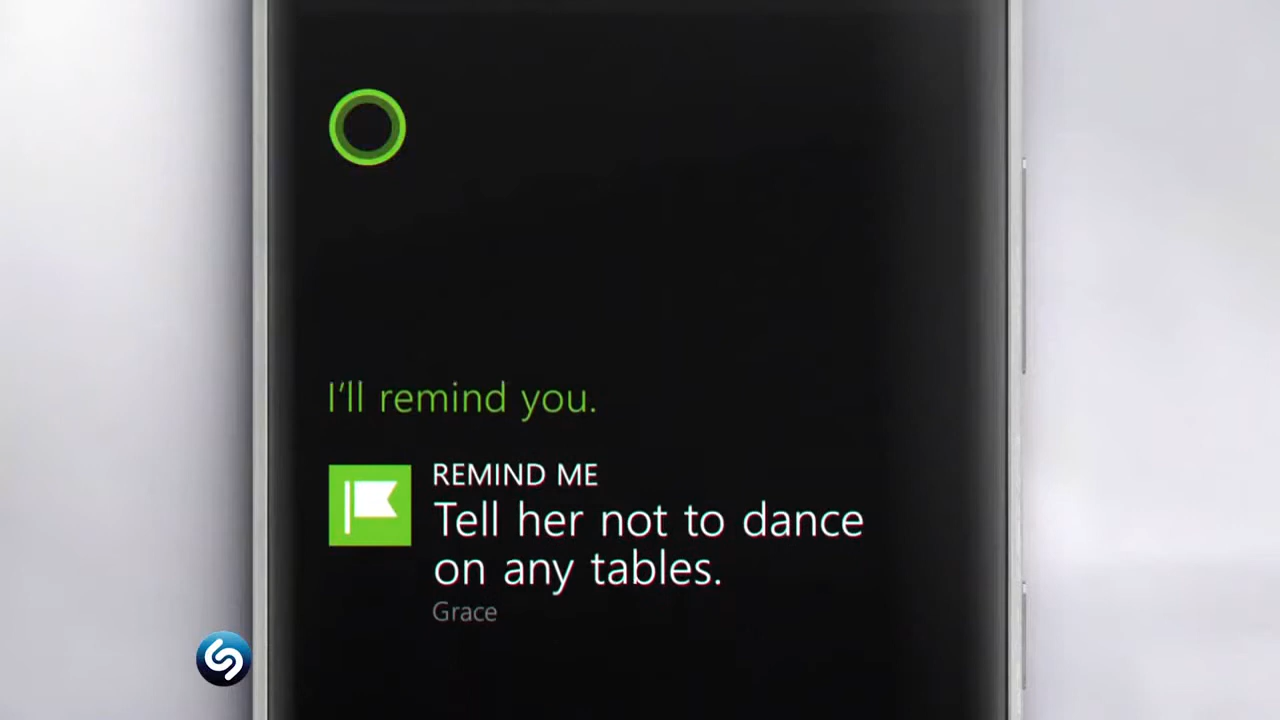 I'll remind you.
REMIND ME
Tell her not to dance
on any tables.
Grace